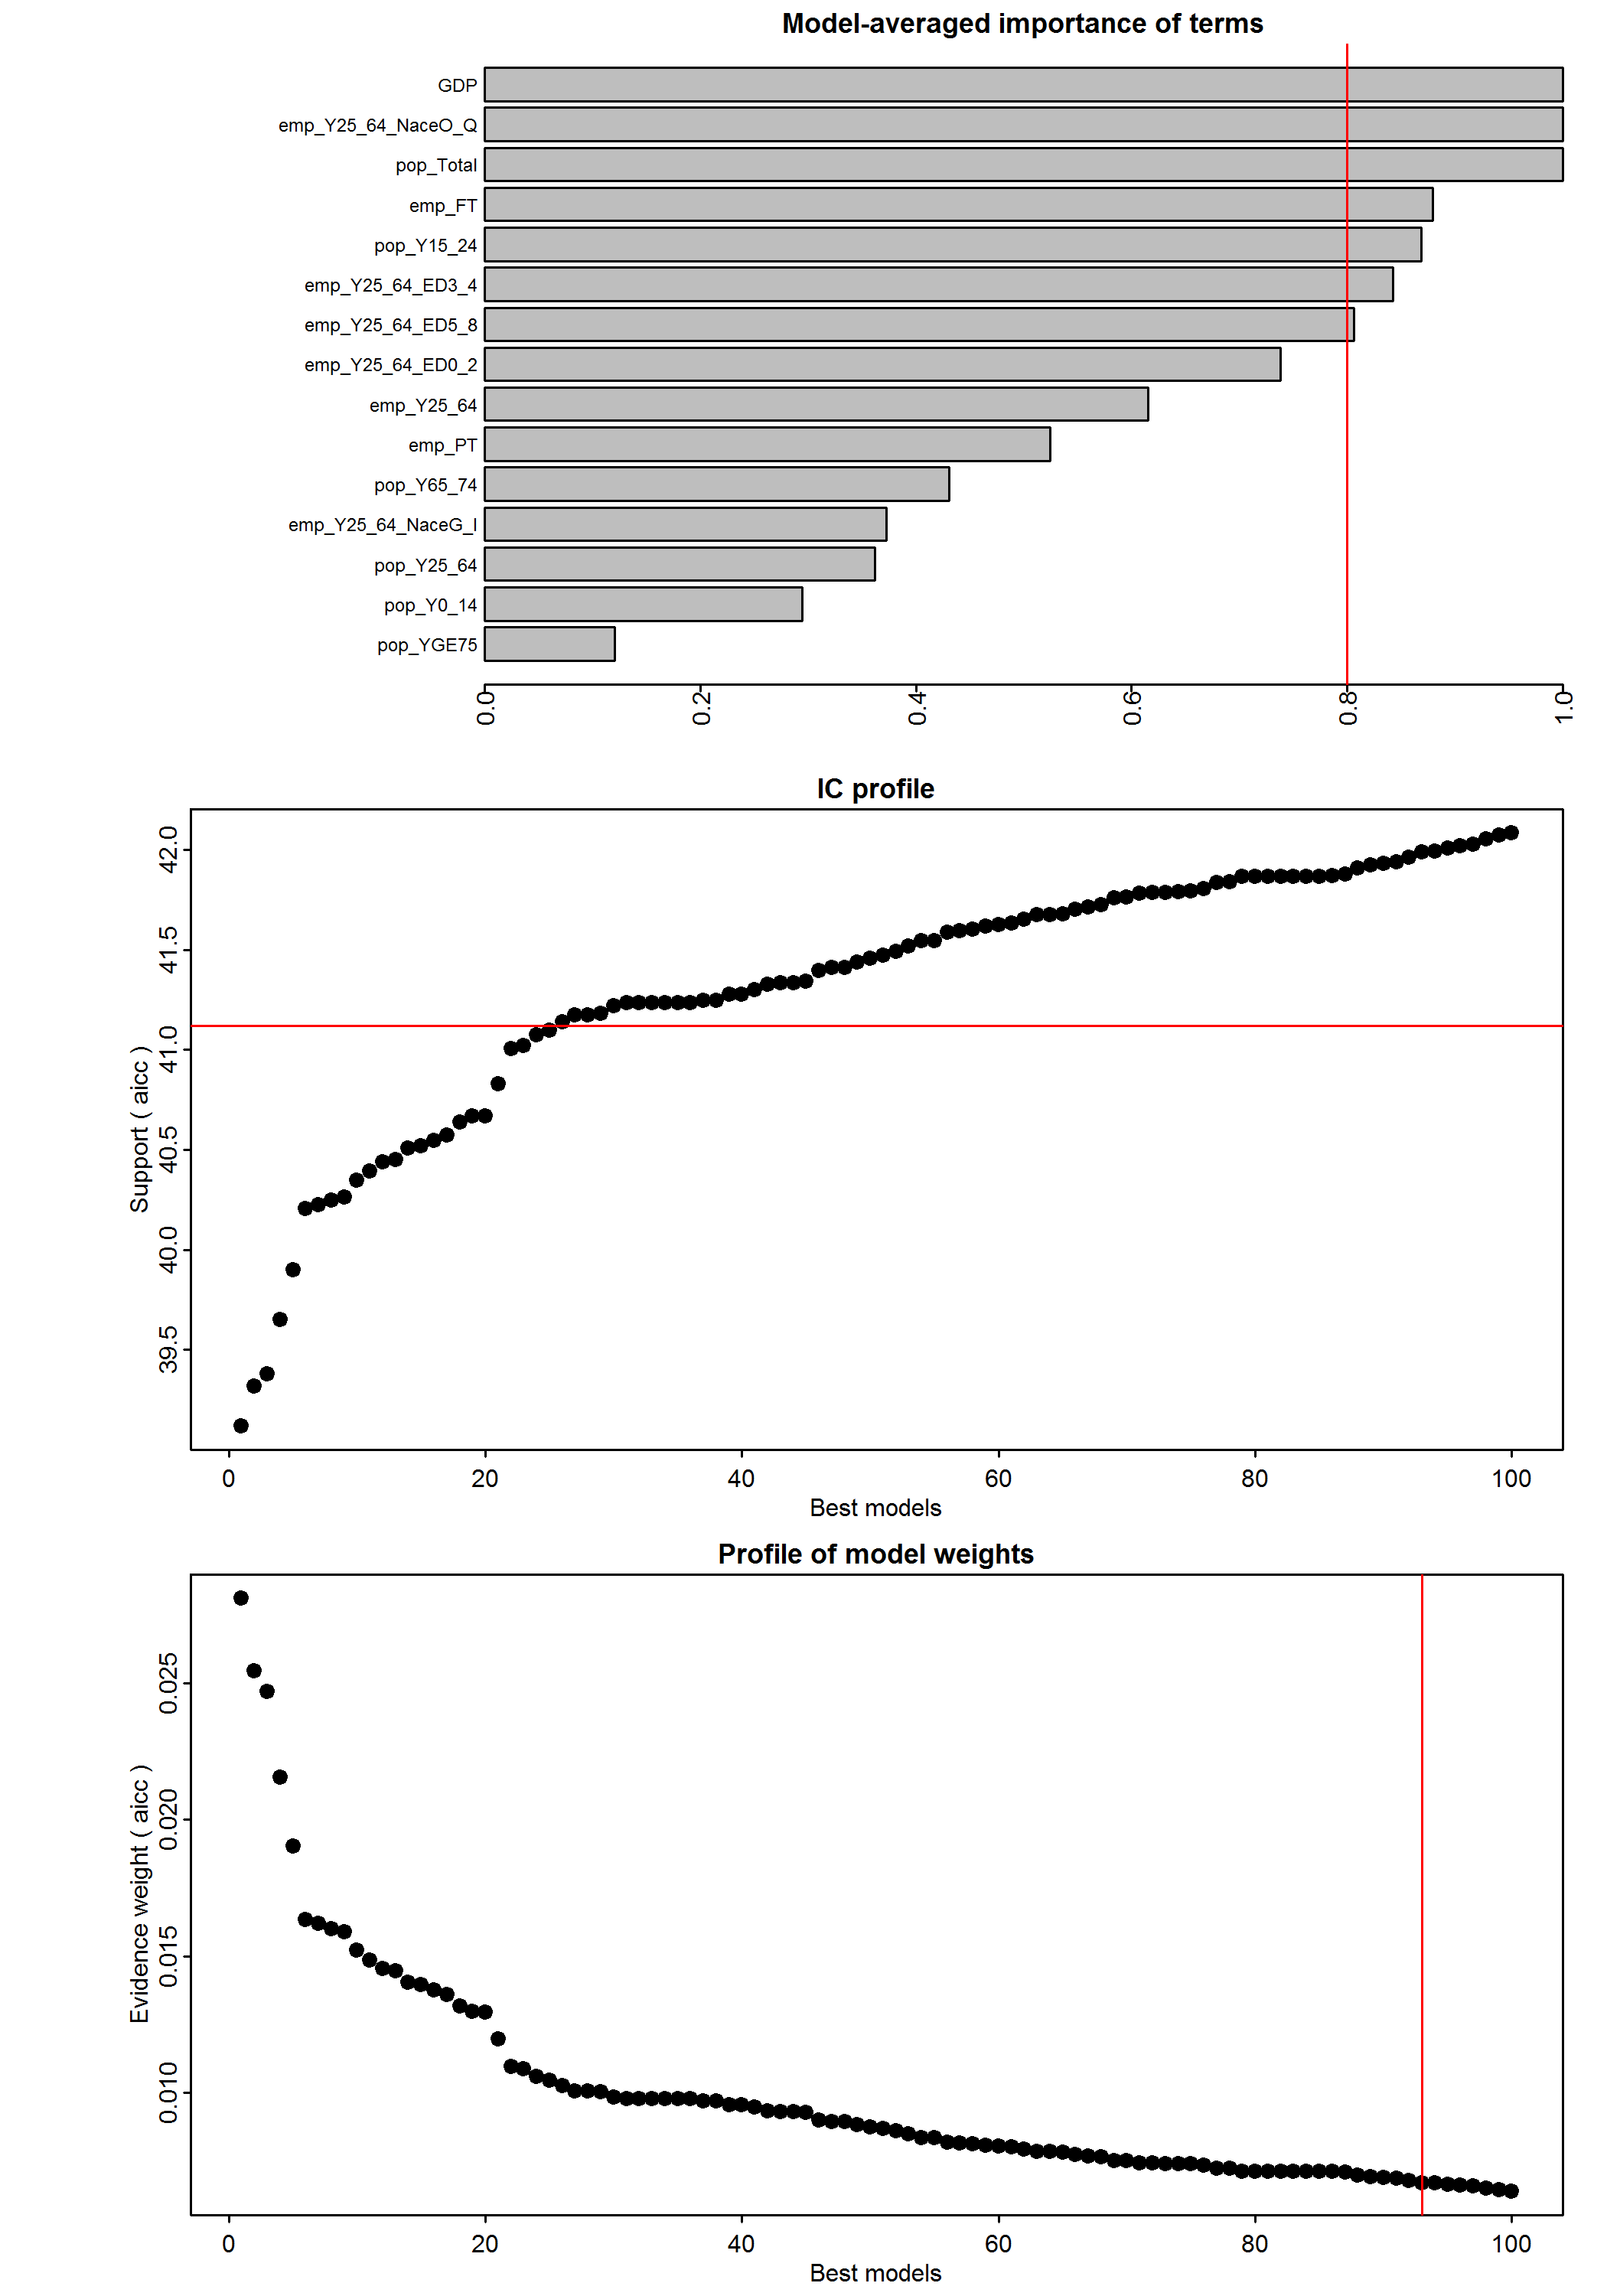 Model-averaged importance of terms
GDP
emp_Y25_64_NaceO_Q
pop_Total
emp_FT
pop_Y15_24
emp_Y25_64_ED3_4
emp_Y25_64_ED5_8
emp_Y25_64_ED0_2
emp_Y25_64
emp_PT
pop_Y65_74
emp_Y25_64_NaceG_I
pop_Y25_64
pop_Y0_14
pop_YGE75
0.0 0.2 0.4 0.6 0.8 1.0
IC profile
Support ( aicc )
42.0
41.5
41.0
40.5
40.0
39.5
0 20 40 60 80 100
Best models
Profile of model weights
Evidence weight ( aicc )
0.025
0.020
0.015
0.010
0 20 40 60 80 100
Best models